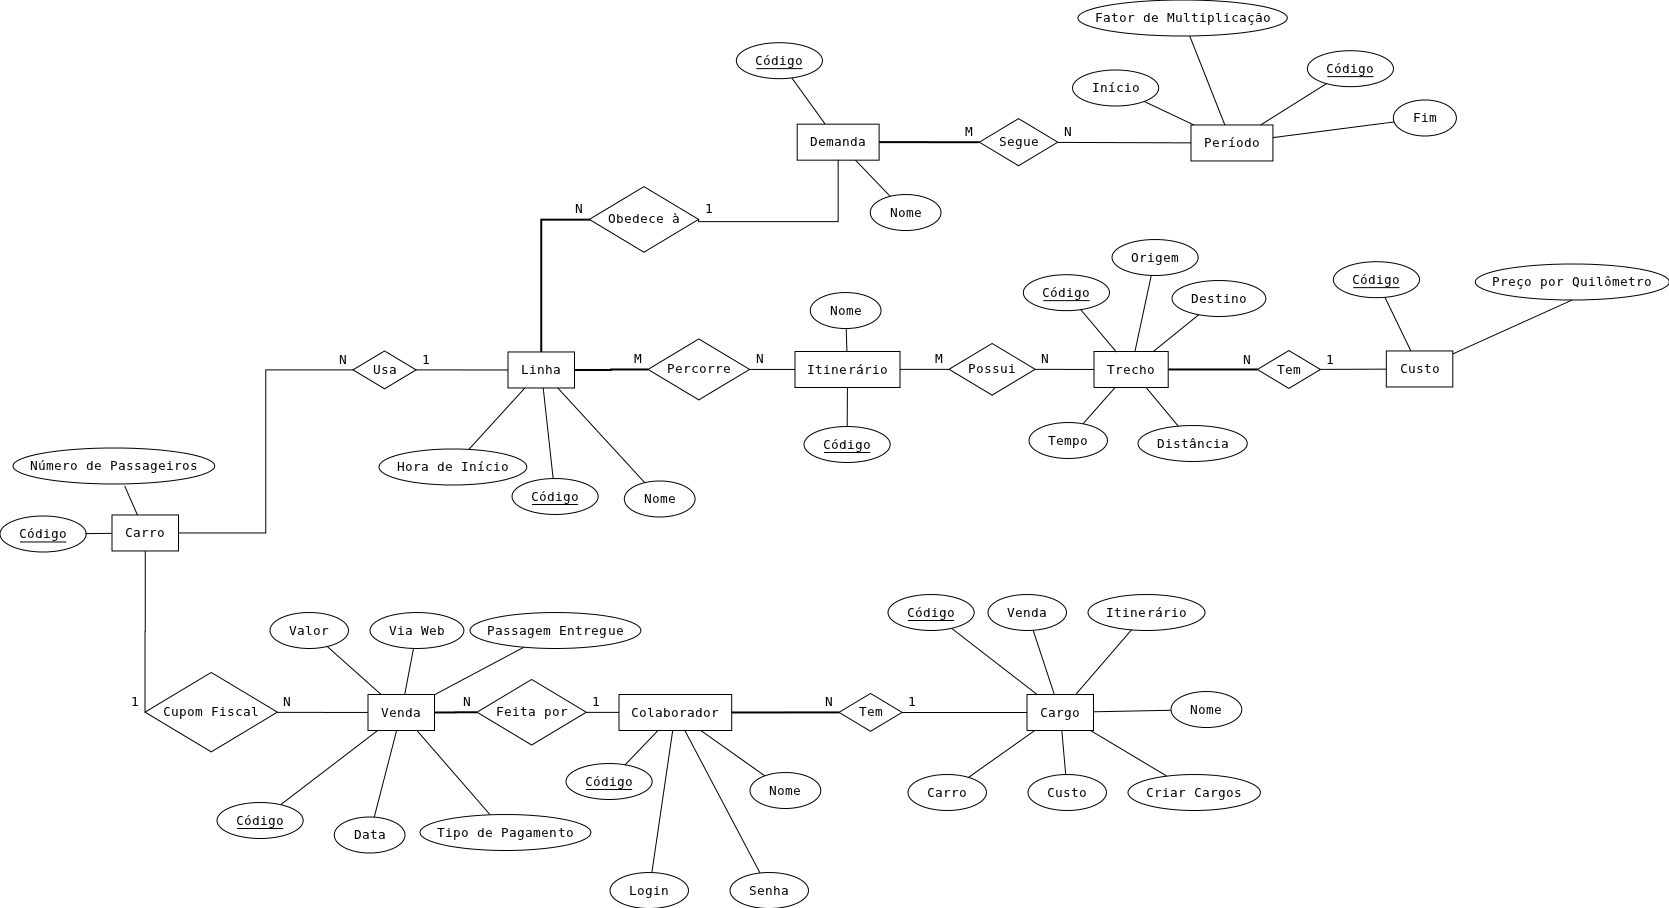 Fator de Multiplicação
Código
Código
Início
Fim
Demanda
M
Segue
N
Período
Nome
N
Obedece à
1
Origem
Código
Destino
Código
Preço por Quilômetro
Nome
N
Usa
1
Linha
M
Percorre
N
Itinerário
M
Possui
N
Trecho
N
Tem
1
Custo
Tempo
Distância
Código
Hora de Início
Código
Nome
Número de Passageiros
Código
Carro
Valor
Via Web
Passagem Entregue
Código
Venda
Itinerário
1
Cupom Fiscal
N
Venda
N
Feita por
1
Colaborador
N
Tem
1
Cargo
Nome
Código
Nome
Carro
Custo
Criar Cargos
Código
Data
Tipo de Pagamento
Login
Senha